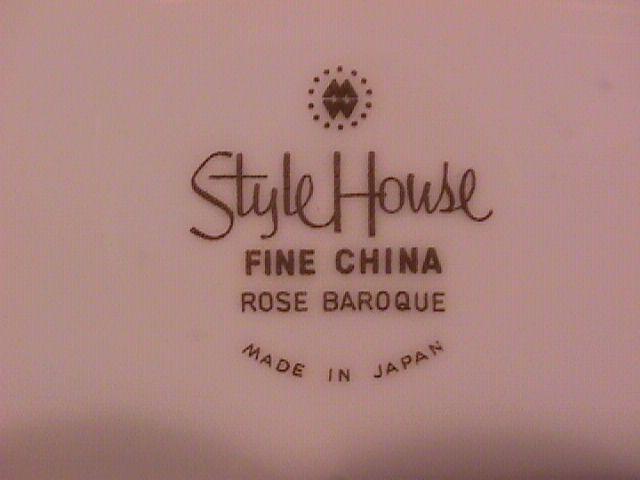 Style House
FINE CHINA
ROSE BAROQUE
MADE IN JAPAN